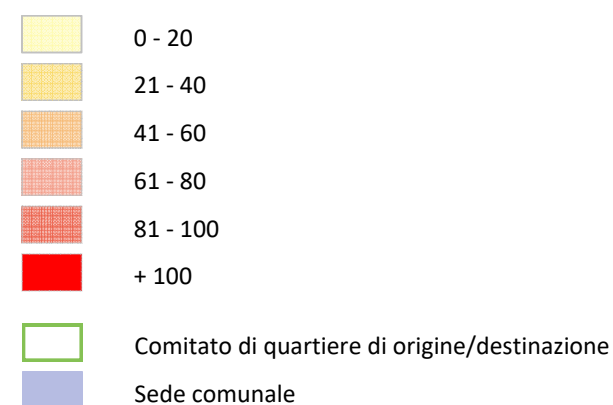 0 - 20
21 - 40
41 - 60
61 - 80
81 - 100
+ 100
Comitato di quartiere di origine/destinazione
Sede comunale